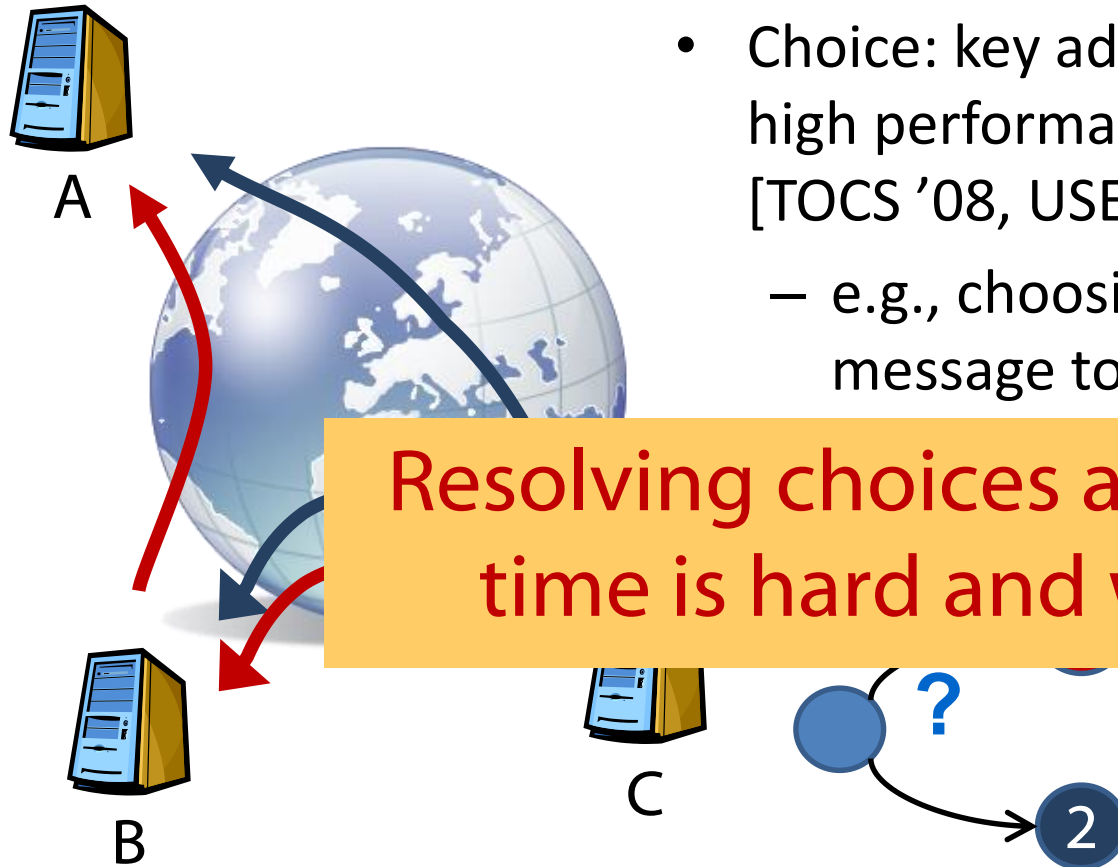 • Choice: key ad
high performa
[TOCS ’08, USE
– e.g., choosi
message to
A
Resolving choices a
time is hard and
?
C
2
B